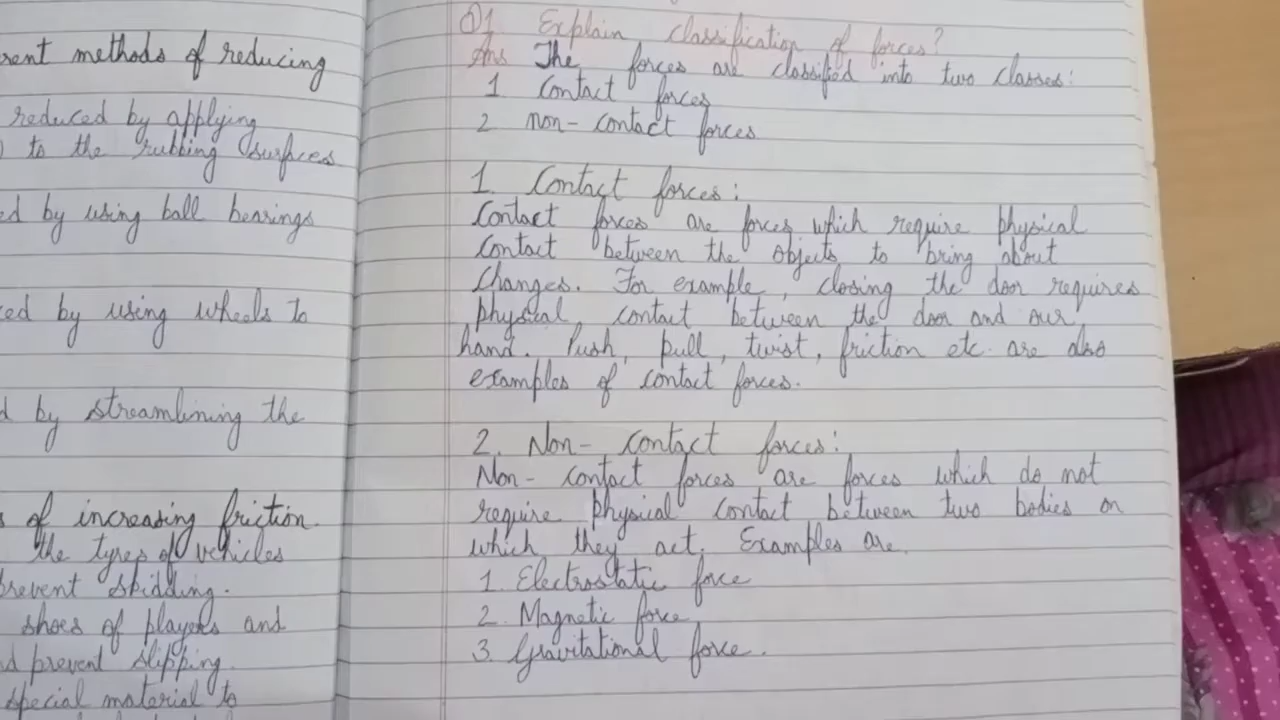 rent methods of reducing
reduced by applying
to the rubbing surfaces
ed by using ball bearings
ced by using wheels to
d by streamlining the
s of increasing friction.
the tyres of vehicles
prevent skidding.
shoes of players and
d prevent slipping.
special material to
Q1 Explain classification of forces?
Ans The forces are classified into two classes:
1 Contact forces
2 non-contact forces
1. Contact forces:
Contact forces are forces which require physical
contact between the objects to bring about
changes. For example, closing the door requires
physical contact between the door and our
hand. Push, pull, twist, friction etc. are also
examples of contact forces.
2. Non-contact forces:
Non-contact forces are forces which do not
require physical contact between two bodies on
which they act. Examples are.
1. Electrostatic force
2. Magnetic force
3. Gravitational force.